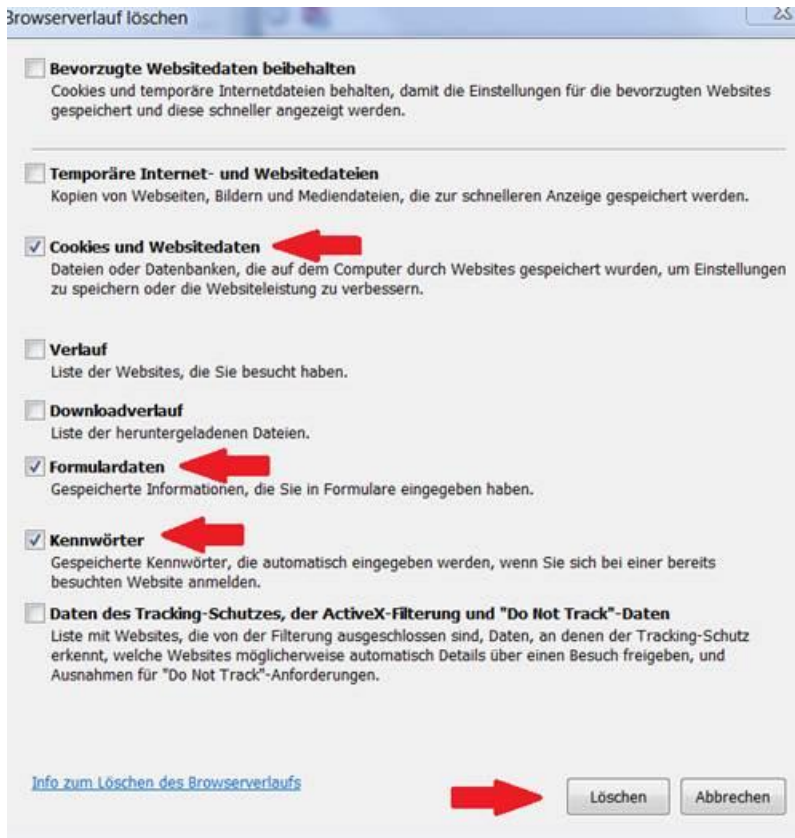 Browserverlauf löschen
Bevorzugte Websitedaten beibehalten
Cookies und temporäre Internetdateien behalten, damit die Einstellungen für die bevorzugten Websites
gespeichert und diese schneller angezeigt werden.
Temporäre Internet- und Websitedateien
Kopien von Webseiten, Bildern und Mediendateien, die zur schnelleren Anzeige gespeichert werden.
Cookies und Websitedaten
Dateien oder Datenbanken, die auf dem Computer durch Websites gespeichert wurden, um Einstellungen
zu speichern oder die Websiteleistung zu verbessern.
Verlauf
Liste der Websites, die Sie besucht haben.
Downloadverlauf
Liste der heruntergeladenen Dateien.
Formulardaten
Gespeicherte Informationen, die Sie in Formulare eingegeben haben.
Kennwörter
Gespeicherte Kennwörter, die automatisch eingegeben werden, wenn Sie sich bei einer bereits
besuchten Website anmelden.
Daten des Tracking-Schutzes, der ActiveX-Filterung und "Do Not Track"-Daten
Liste mit Websites, die von der Filterung ausgeschlossen sind, Daten, an denen der Tracking-Schutz
erkennt, welche Websites möglicherweise automatisch Details über einen Besuch freigeben, und
Ausnahmen für "Do Not Track"-Anforderungen.
Info zum Löschen des Browserverlaufs
Löschen
Abbrechen